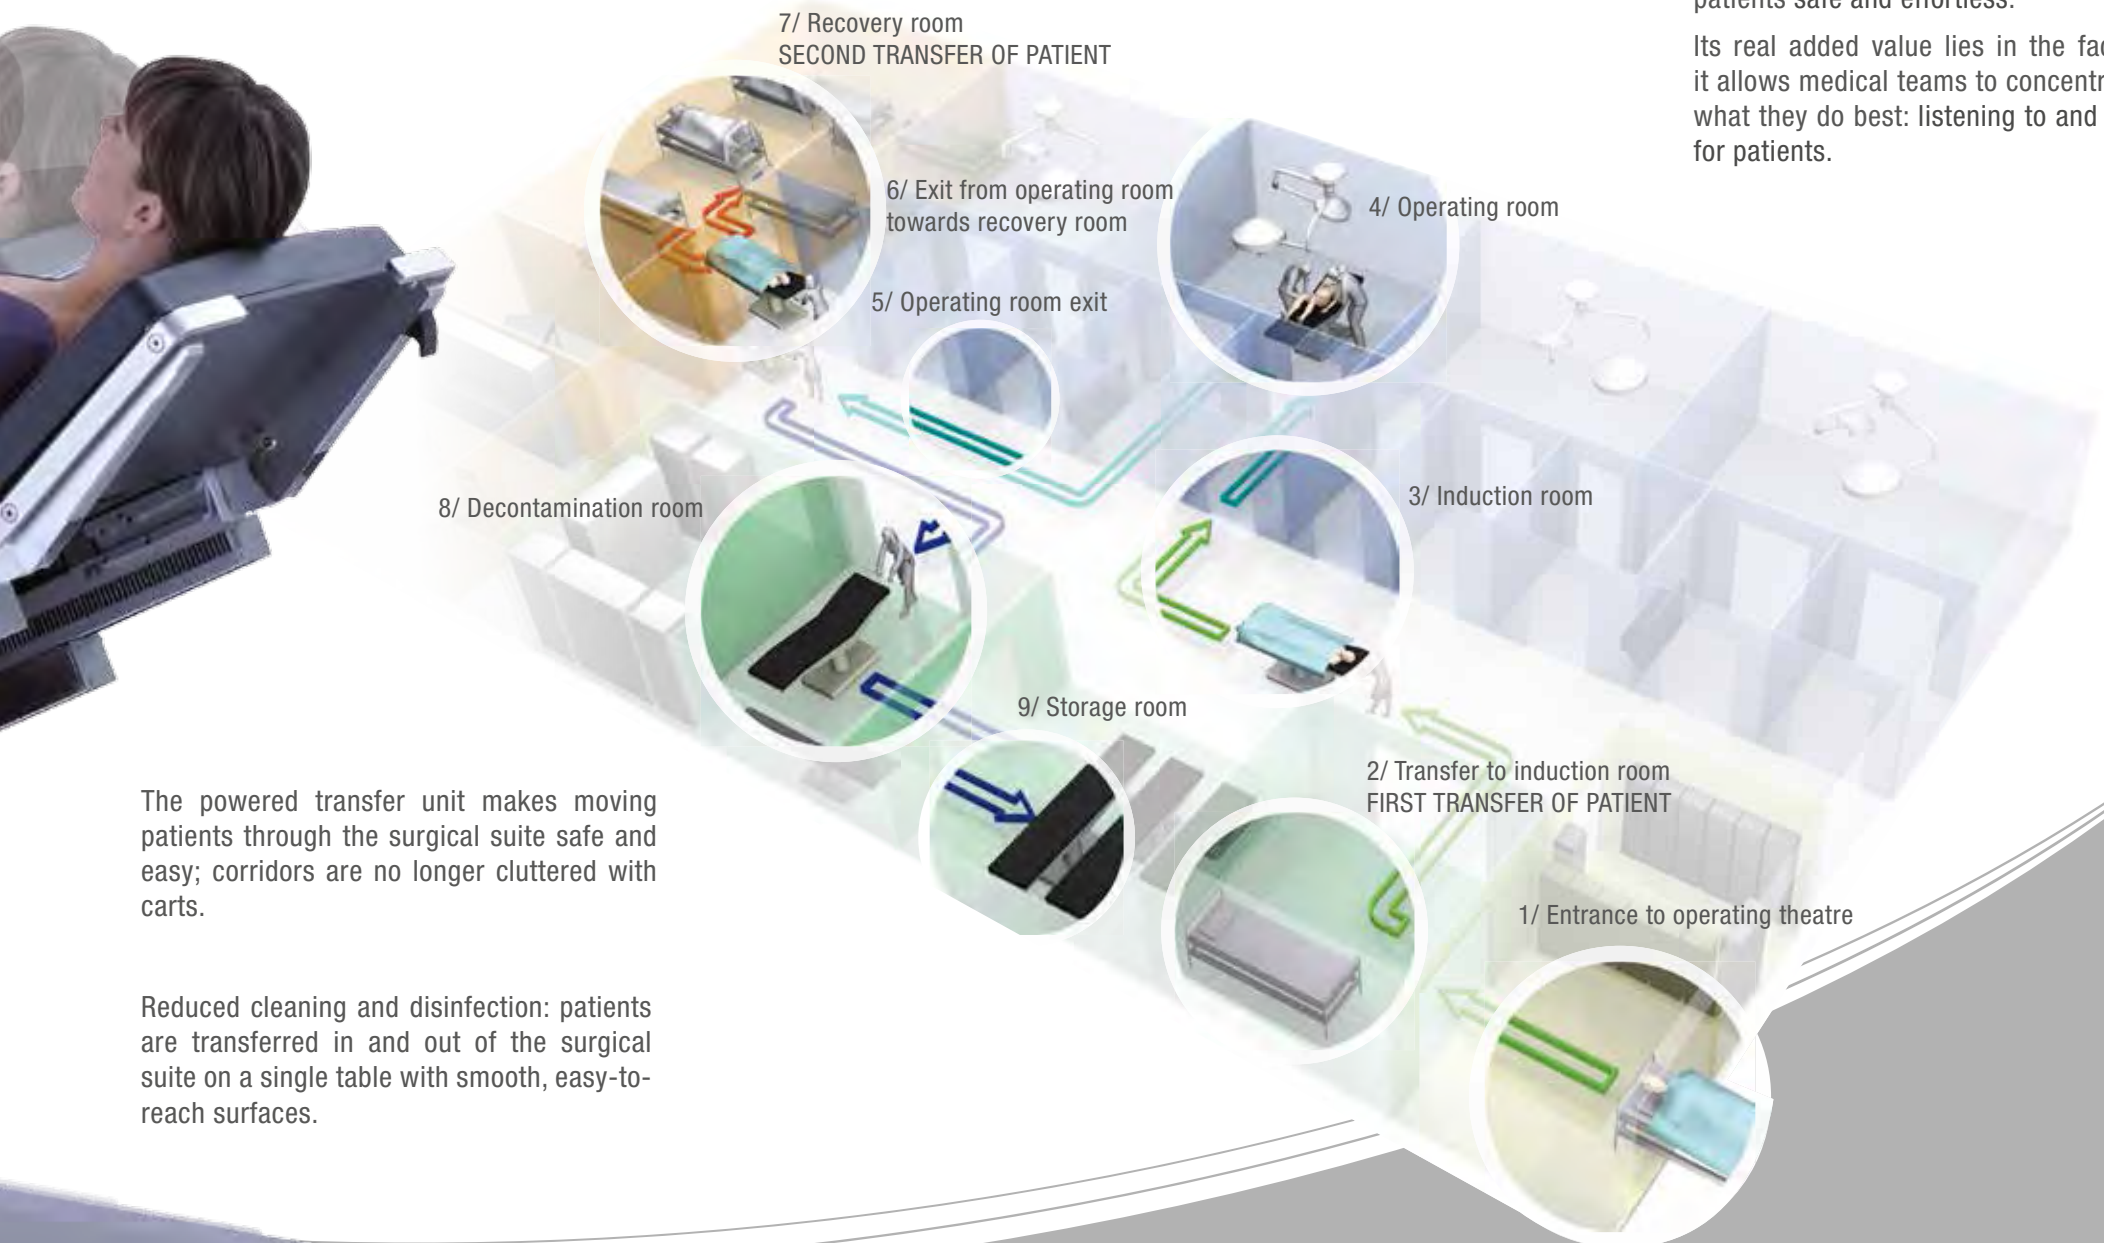 patients safe and effortless.
Its real added value lies in the
it allows medical teams to
what they do best: listening to and
for patients.
7/ Recovery room
SECOND TRANSFER OF PATIENT
6/ Exit from operating room
towards recovery room
4/ Operating room
5/ Operating room exit
3/ Induction room
8/ Decontamination room
9/ Storage room
2/ Transfer to induction room
FIRST TRANSFER OF PATIENT
1/ Entrance to operating theatre
The powered transfer unit makes moving
patients through the surgical suite safe and
easy; corridors are no longer cluttered with
carts.
Reduced cleaning and disinfection: patients
are transferred in and out of the surgical
suite on a single table with smooth, easy-to-
reach surfaces.